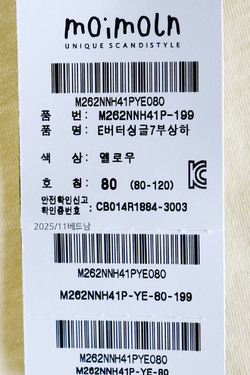 moimoln
UNIQUE SCANDISTYLE
M262NNH41PYE080
품 번: M262NNH41P-199
품 명: E버터싱글7부상하
색 상: 옐로우
호 칭: 80 (80-120)
안전확인신고
확인증번호 : CB014R1884-3003
2025/11베트남
M262NNH41PYE080
M262NNH41P-YE-80-199
M262NNH41PYE080
M262NNH41P-YE-80